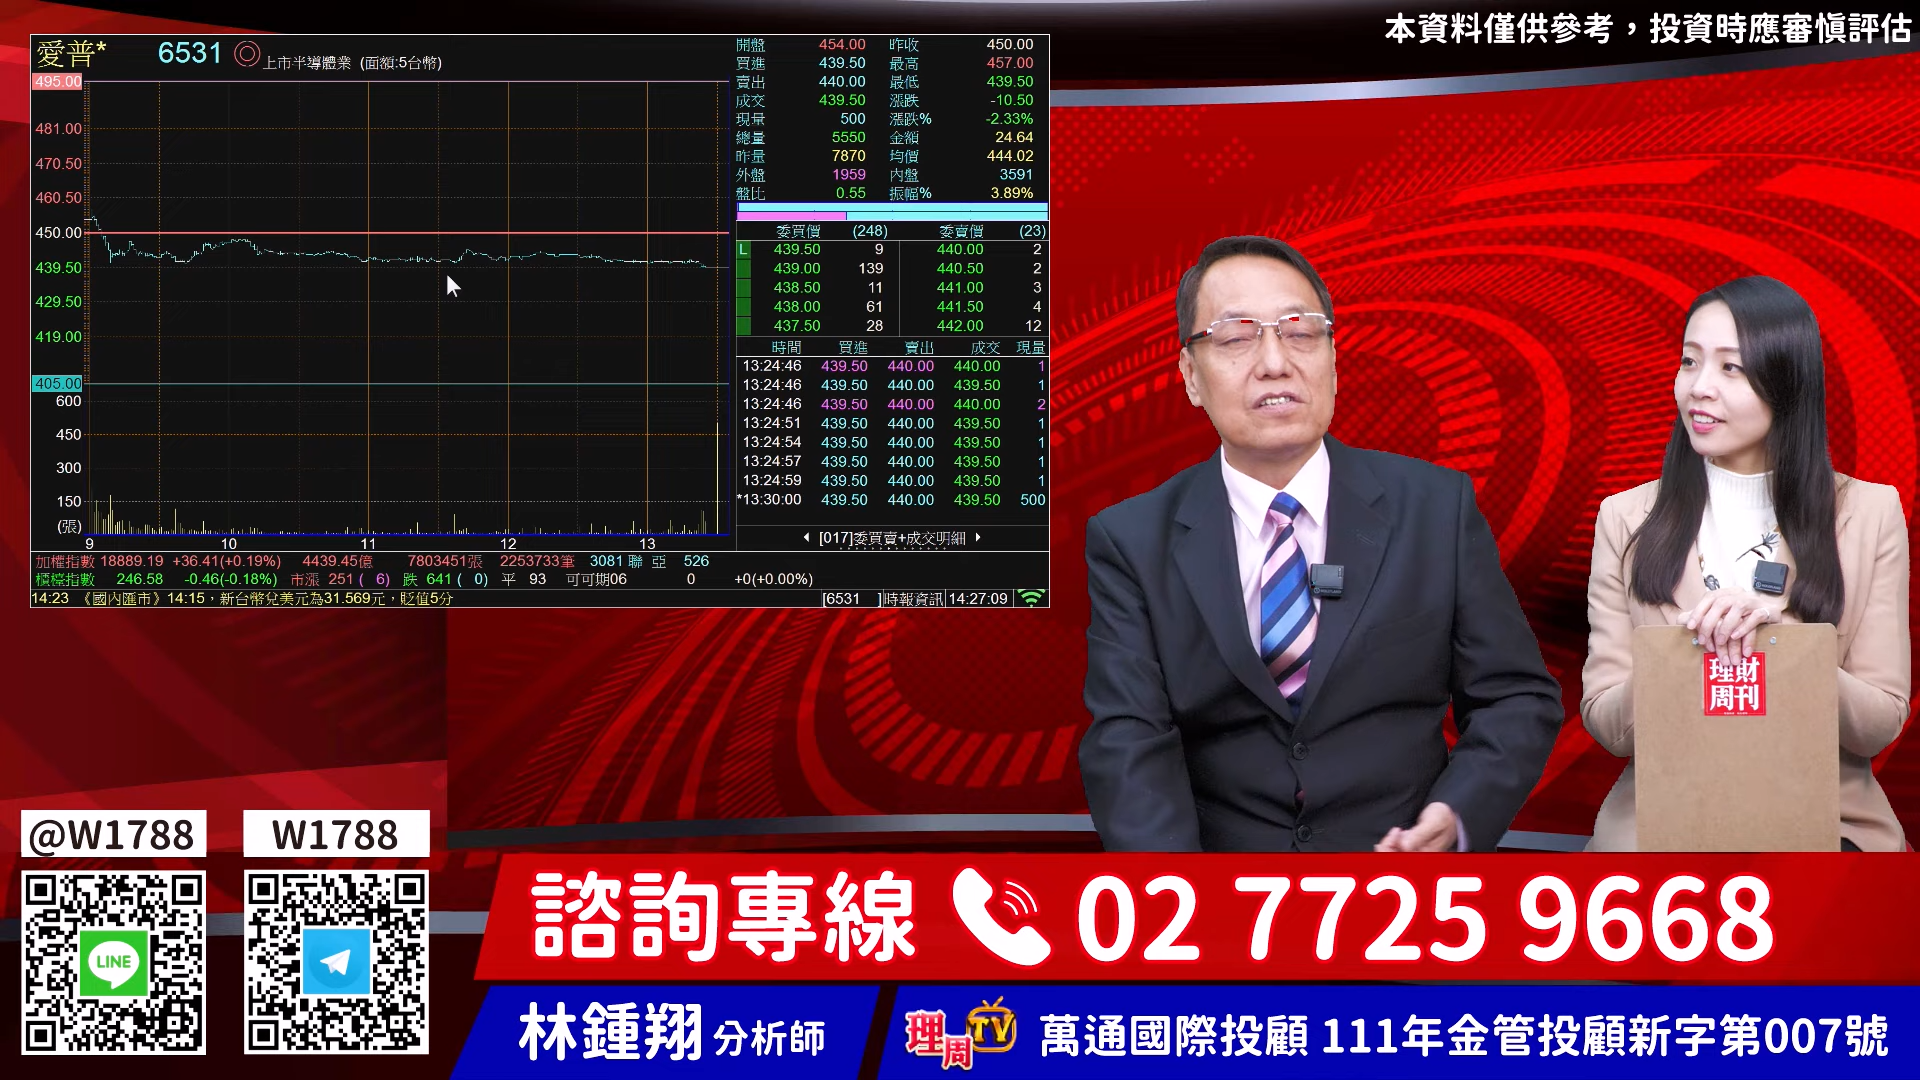 本資料僅供參考，投資時應審慎評估
愛普* 6531 ◎ 上市半導體業 (面額:5台幣)
495.00
481.00
470.50
460.50
450.00
439.50
429.50
419.00
405.00
600
450
300
150
(張)
9 10 11 12 13
開盤 454.00 昨收 450.00
買進 439.50 最高 457.00
賣出 440.00 最低 439.50
成交 439.50 漲跌 -10.50
現量 500 漲跌% -2.33%
總量 5550 金額 24.64
昨量 7870 均價 444.02
外盤 1959 內盤 3591
盤比 0.55 振幅% 3.89%
委買價 (248) 委賣價 (23)
L 439.50 9 440.00 2
439.00 139 440.50 2
438.50 11 441.00 3
438.00 61 441.50 4
437.50 28 442.00 12
時間 買進 賣出 成交 現量
13:24:46 439.50 440.00 440.00 1
13:24:46 439.50 440.00 439.50 1
13:24:46 439.50 440.00 440.00 2
13:24:51 439.50 440.00 439.50 1
13:24:54 439.50 440.00 439.50 1
13:24:57 439.50 440.00 439.50 1
13:24:59 439.50 440.00 439.50 1
*13:30:00 439.50 440.00 439.50 500
[017]委買賣+成交明細
加權指數 18889.19 +36.41(+0.19%) 4439.45億 7803451張 2253733筆 3081 聯 亞 526
櫃檯指數 246.58 -0.46(-0.18%) 市漲 251 ( 6) 跌 641 ( 0) 平 93 可可期06 0 +0(+0.00%)
14:23 《國內匯市》14:15，新台幣兌美元為31.569元，貶值5分 [6531 ]時報資訊 14:27:09
理財
周刊
@W1788
W1788
LINE
諮詢專線 02 7725 9668
林鍾翔 分析師
理周TV 萬通國際投顧 111年金管投顧新字第007號